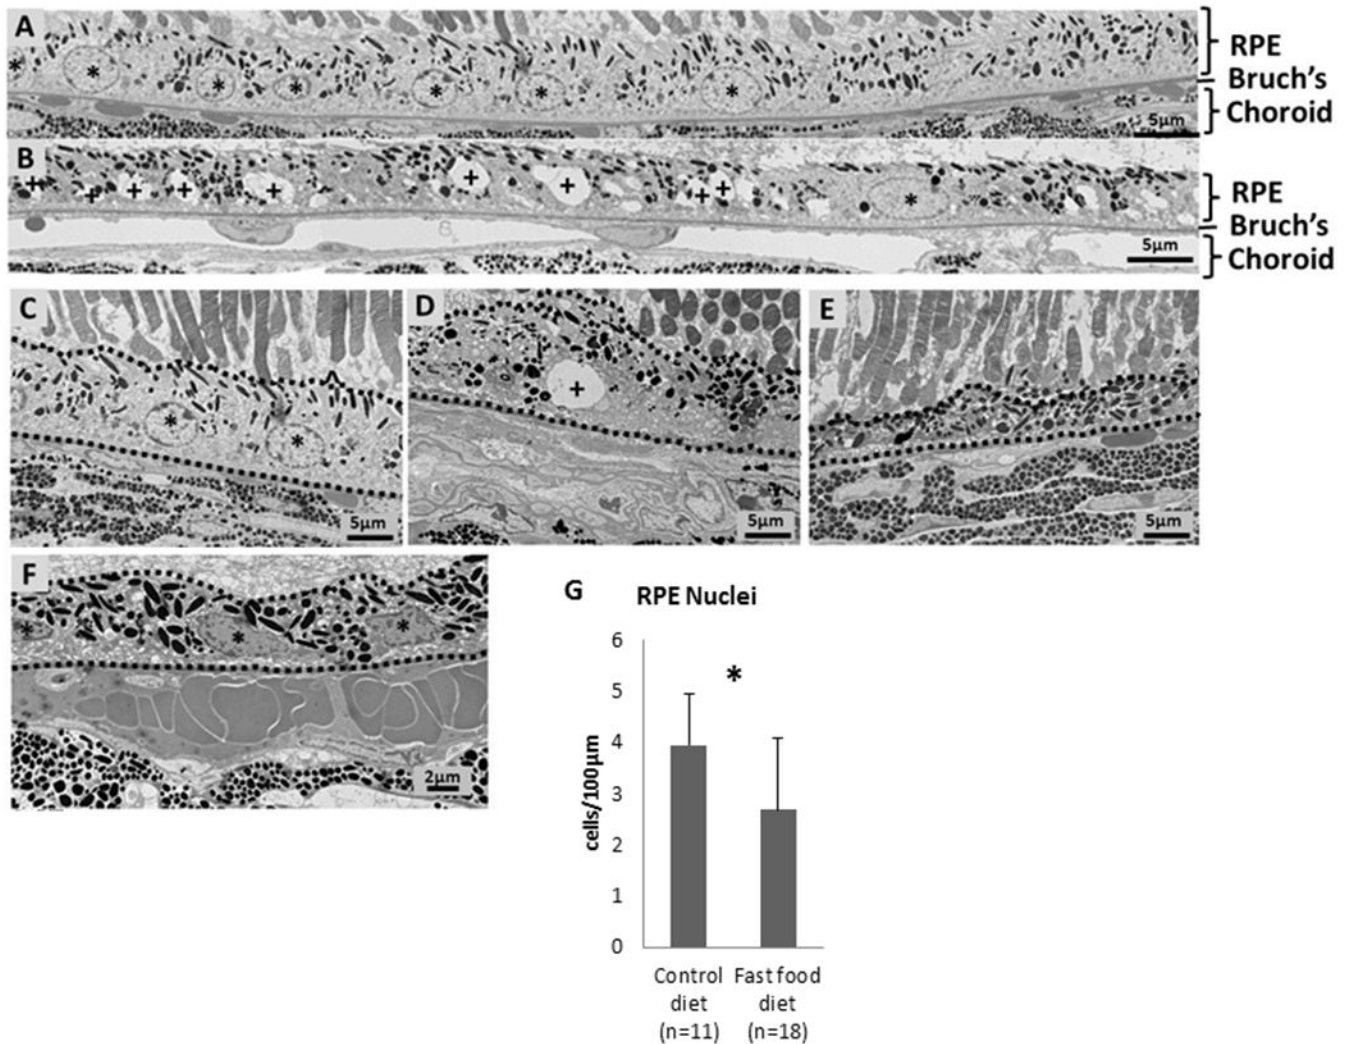 A
RPE
Bruch's
Choroid
5µm
* * * * * * *
B
RPE
Bruch's
Choroid
5µm
+ + + + + + + + + *
C
* *
5µm
D
+
5µm
E
5µm
F
* * *
2µm
G RPE Nuclei
6
5
4
3
2
1
0
cells/100µm
*
Control diet (n=11)
Fast food diet (n=18)